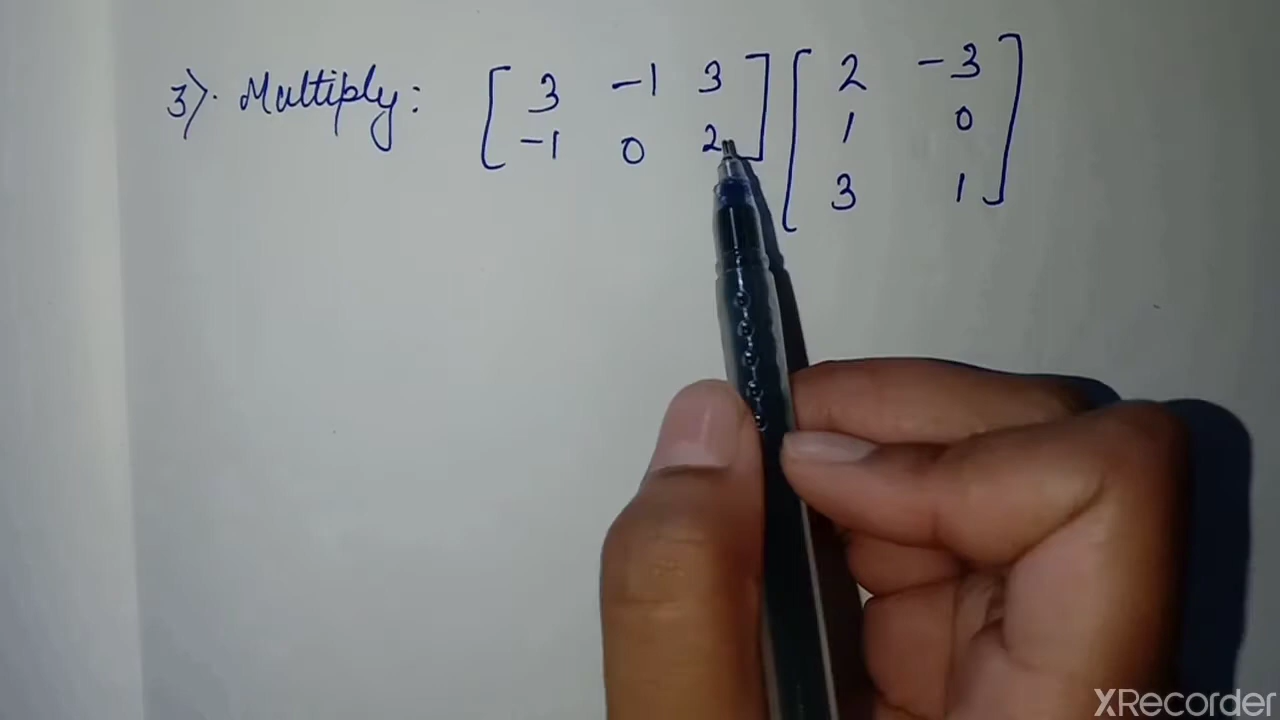 3). Multiply: [ 3 -1 3 ] [ 2 -3 ]
-1 0 2 1 0
3 1
XRecorder